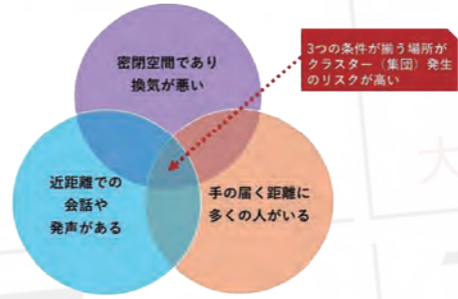 密閉空間であり
換気が悪い
3つの条件が揃う場所が
クラスター（集団）発生
のリスクが高い
近距離での
会話や
発声がある
手の届く距離に
多くの人がいる
大